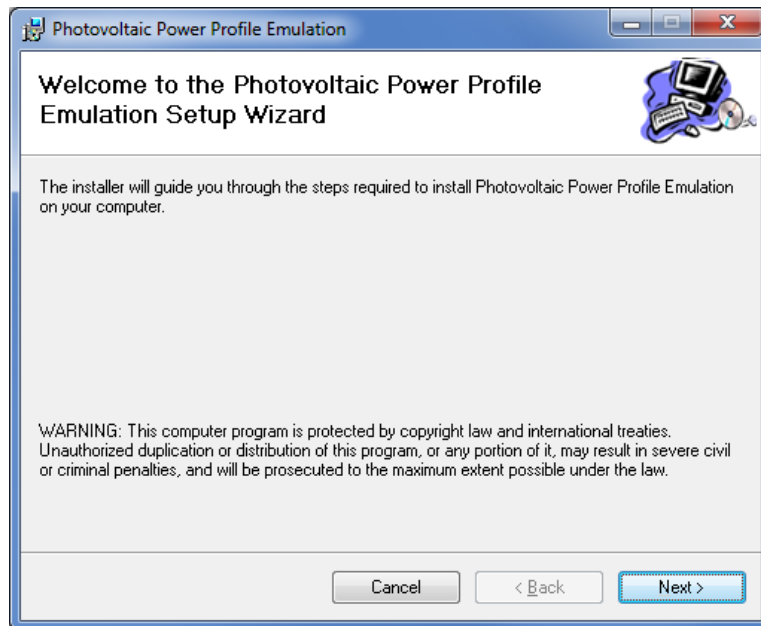 Photovoltaic Power Profile Emulation
Welcome to the Photovoltaic Power Profile
Emulation Setup Wizard
The installer will guide you through the steps required to install Photovoltaic Power Profile Emulation
on your computer.
WARNING: This computer program is protected by copyright law and international treaties.
Unauthorized duplication or distribution of this program, or any portion of it, may result in severe civil
or criminal penalties, and will be prosecuted to the maximum extent possible under the law.
Cancel < Back Next >